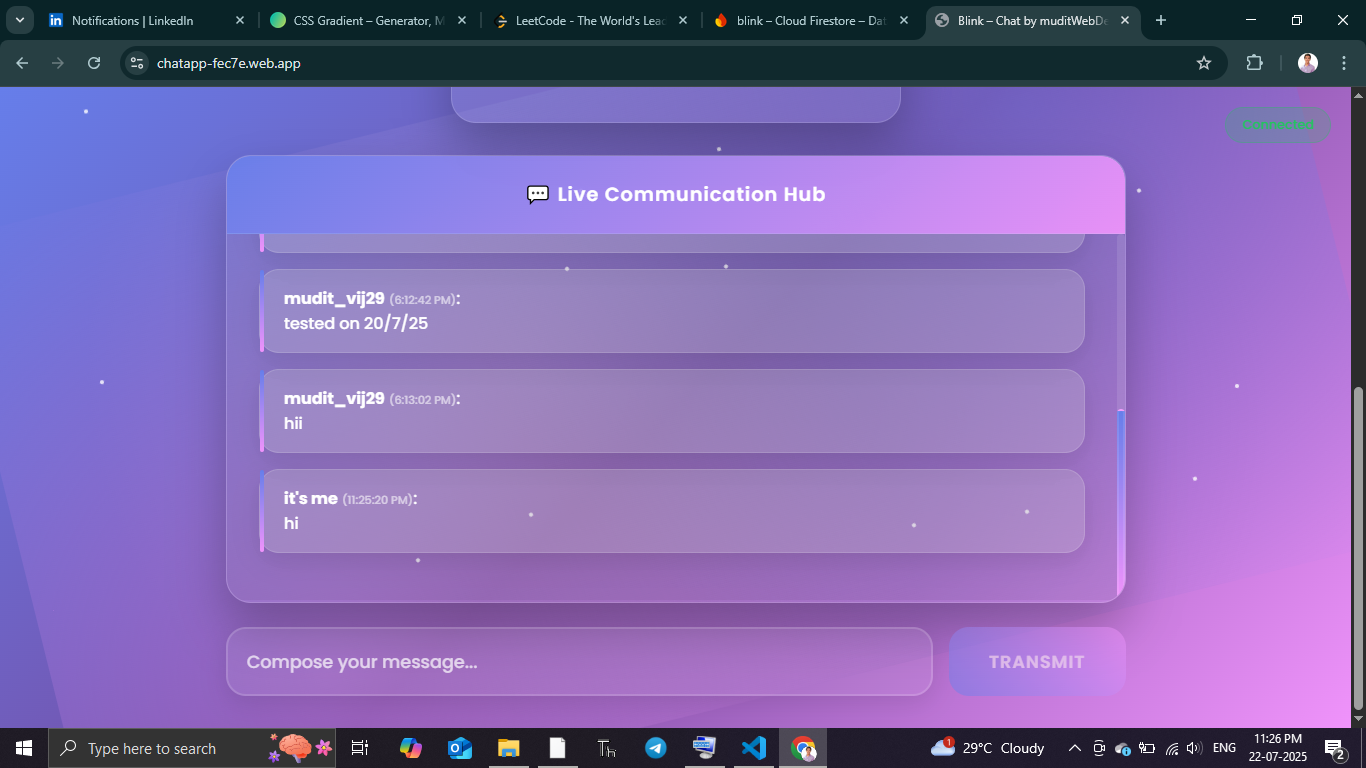 Notifications | LinkedIn
CSS Gradient – Generator, M
LeetCode - The World's Lead
blink – Cloud Firestore – Dat
Blink – Chat by muditWebDe
chatapp-fec7e.web.app
Connected
💬 Live Communication Hub
mudit_vij29 (6:12:42 PM):
tested on 20/7/25
mudit_vij29 (6:13:02 PM):
hii
it's me (11:25:20 PM):
hi
Compose your message...
TRANSMIT
Type here to search
1
29°C Cloudy
ENG
11:26 PM
22-07-2025
2